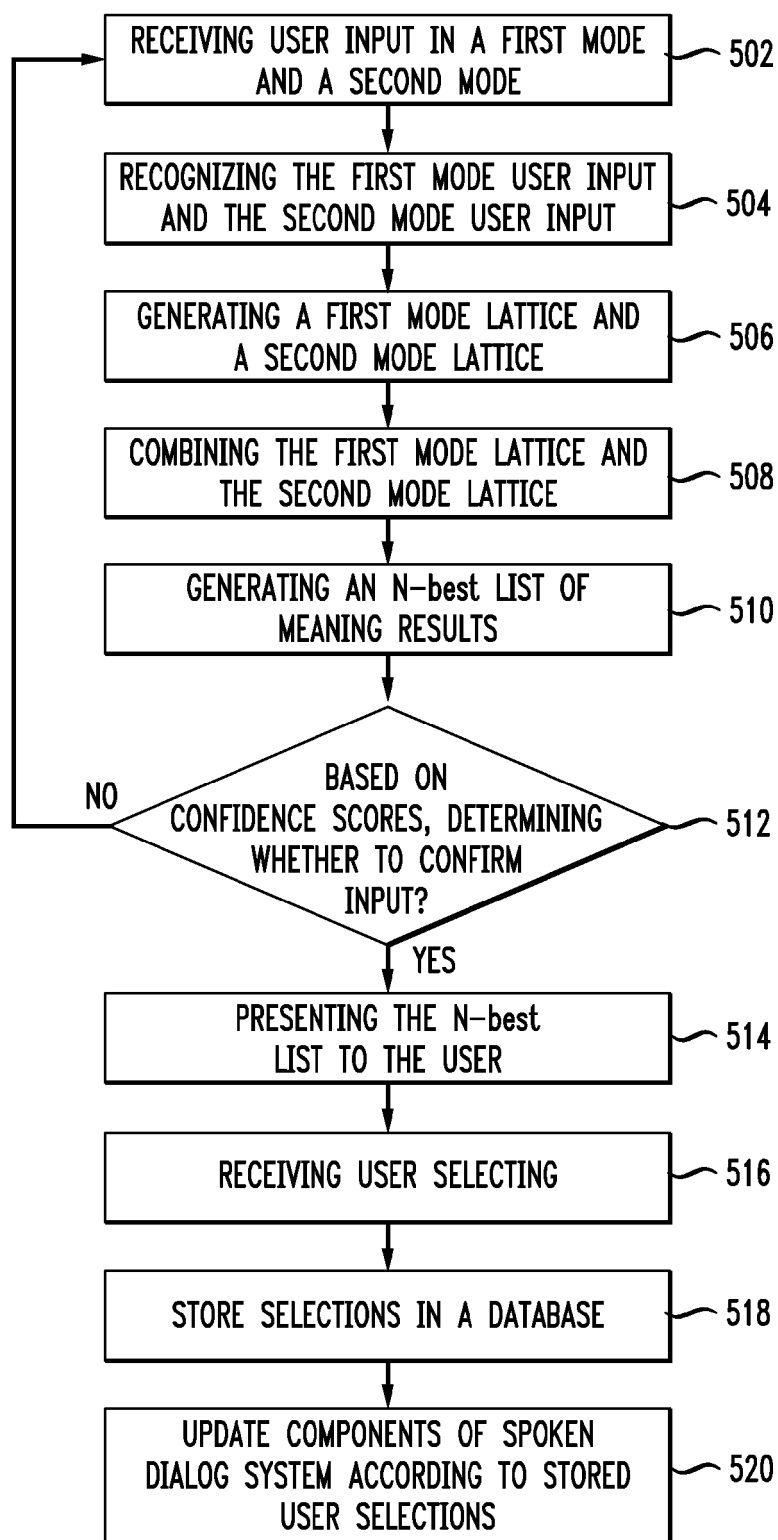 RECEIVING USER INPUT IN A FIRST MODE
AND A SECOND MODE
502
RECOGNIZING THE FIRST MODE USER INPUT
AND THE SECOND MODE USER INPUT
504
GENERATING A FIRST MODE LATTICE AND
A SECOND MODE LATTICE
506
COMBINING THE FIRST MODE LATTICE AND
THE SECOND MODE LATTICE
508
GENERATING AN N-best LIST OF
MEANING RESULTS
510
NO
BASED ON
CONFIDENCE SCORES, DETERMINING
WHETHER TO CONFIRM
INPUT?
512
YES
PRESENTING THE N-best
LIST TO THE USER
514
RECEIVING USER SELECTING
516
STORE SELECTIONS IN A DATABASE
518
UPDATE COMPONENTS OF SPOKEN
DIALOG SYSTEM ACCORDING TO STORED
USER SELECTIONS
520